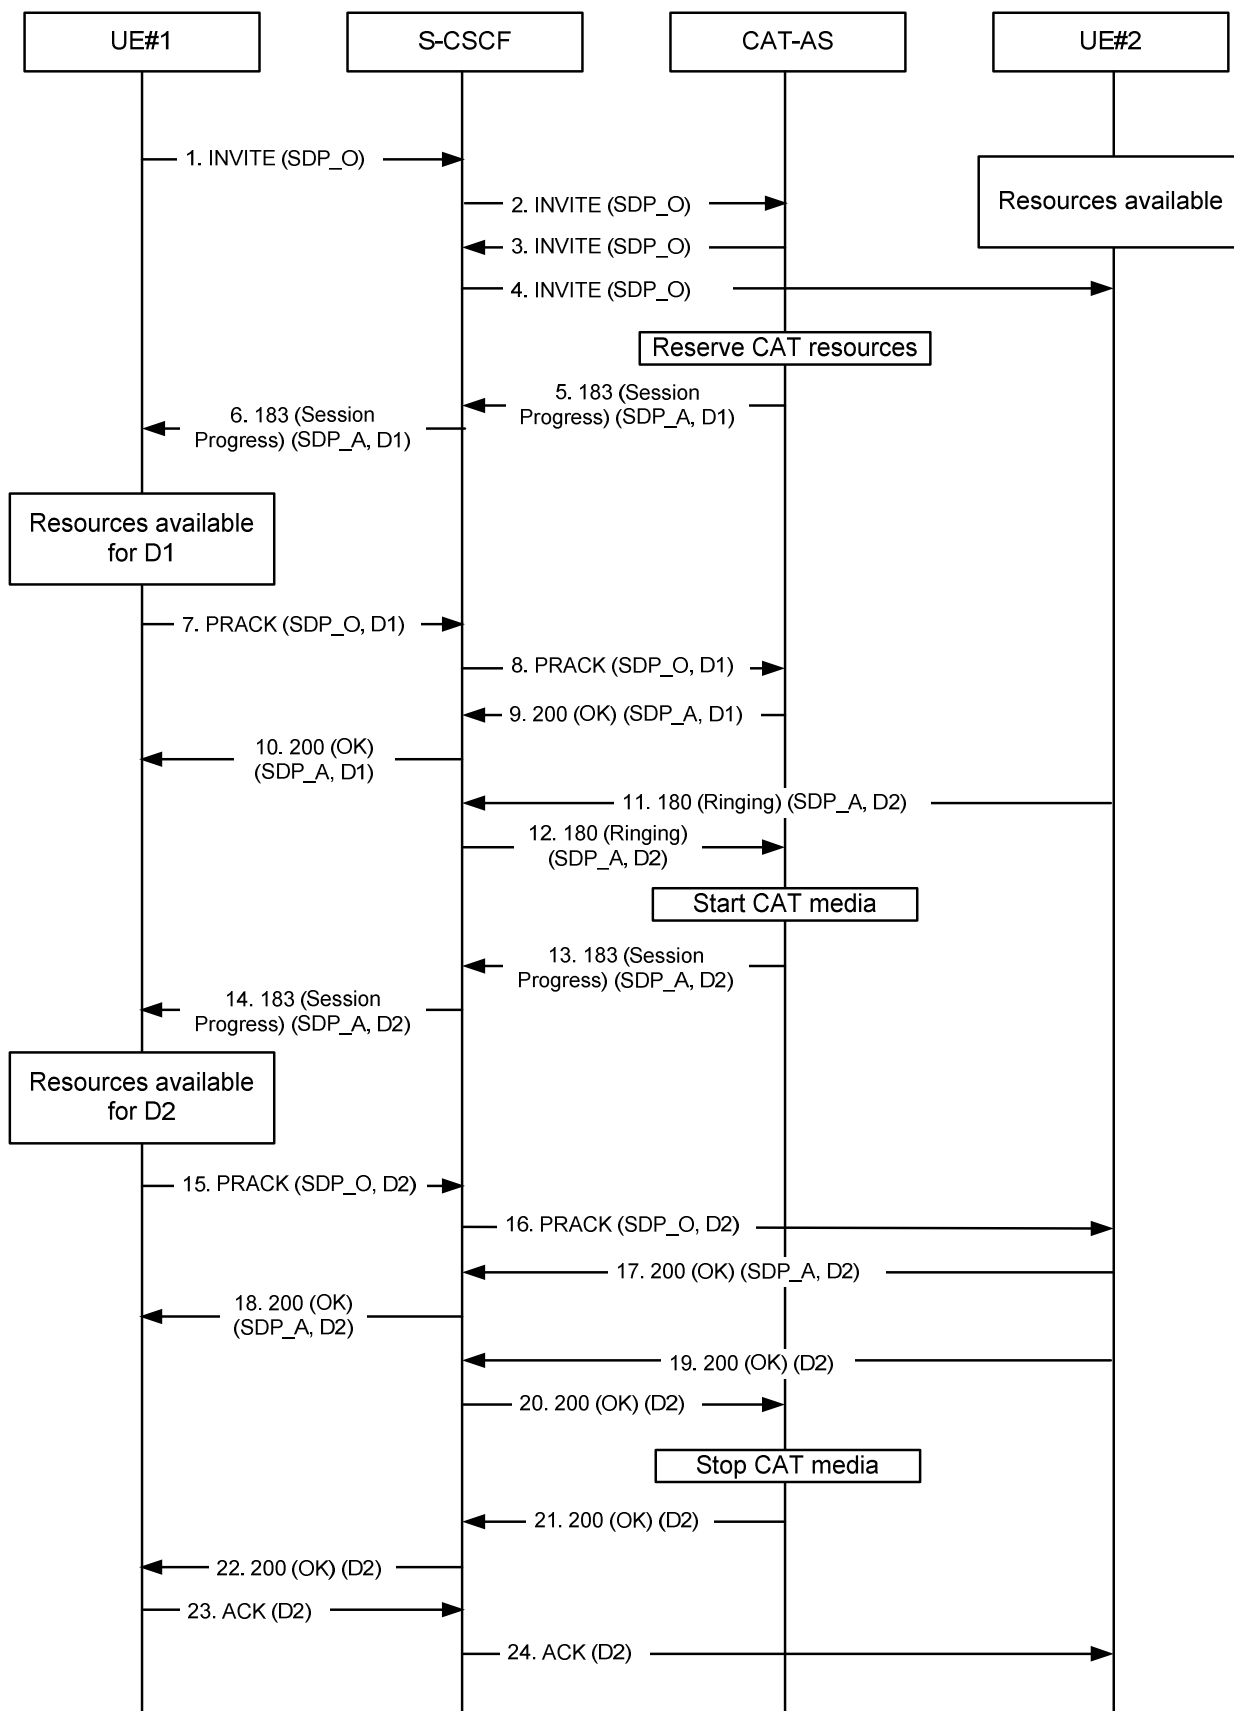 UE#1
S-CSCF
CAT-AS
UE#2
1. INVITE (SDP_O)
Resources available
2. INVITE (SDP_O)
3. INVITE (SDP_O)
4. INVITE (SDP_O)
Reserve CAT resources
5. 183 (Session
Progress) (SDP_A, D1)
6. 183 (Session
Progress) (SDP_A, D1)
Resources available
for D1
7. PRACK (SDP_O, D1)
8. PRACK (SDP_O, D1)
9. 200 (OK) (SDP_A, D1)
10. 200 (OK)
(SDP_A, D1)
11. 180 (Ringing) (SDP_A, D2)
12. 180 (Ringing)
(SDP_A, D2)
Start CAT media
13. 183 (Session
Progress) (SDP_A, D2)
14. 183 (Session
Progress) (SDP_A, D2)
Resources available
for D2
15. PRACK (SDP_O, D2)
16. PRACK (SDP_O, D2)
17. 200 (OK) (SDP_A, D2)
18. 200 (OK)
(SDP_A, D2)
19. 200 (OK) (D2)
20. 200 (OK) (D2)
Stop CAT media
21. 200 (OK) (D2)
22. 200 (OK) (D2)
23. ACK (D2)
24. ACK (D2)